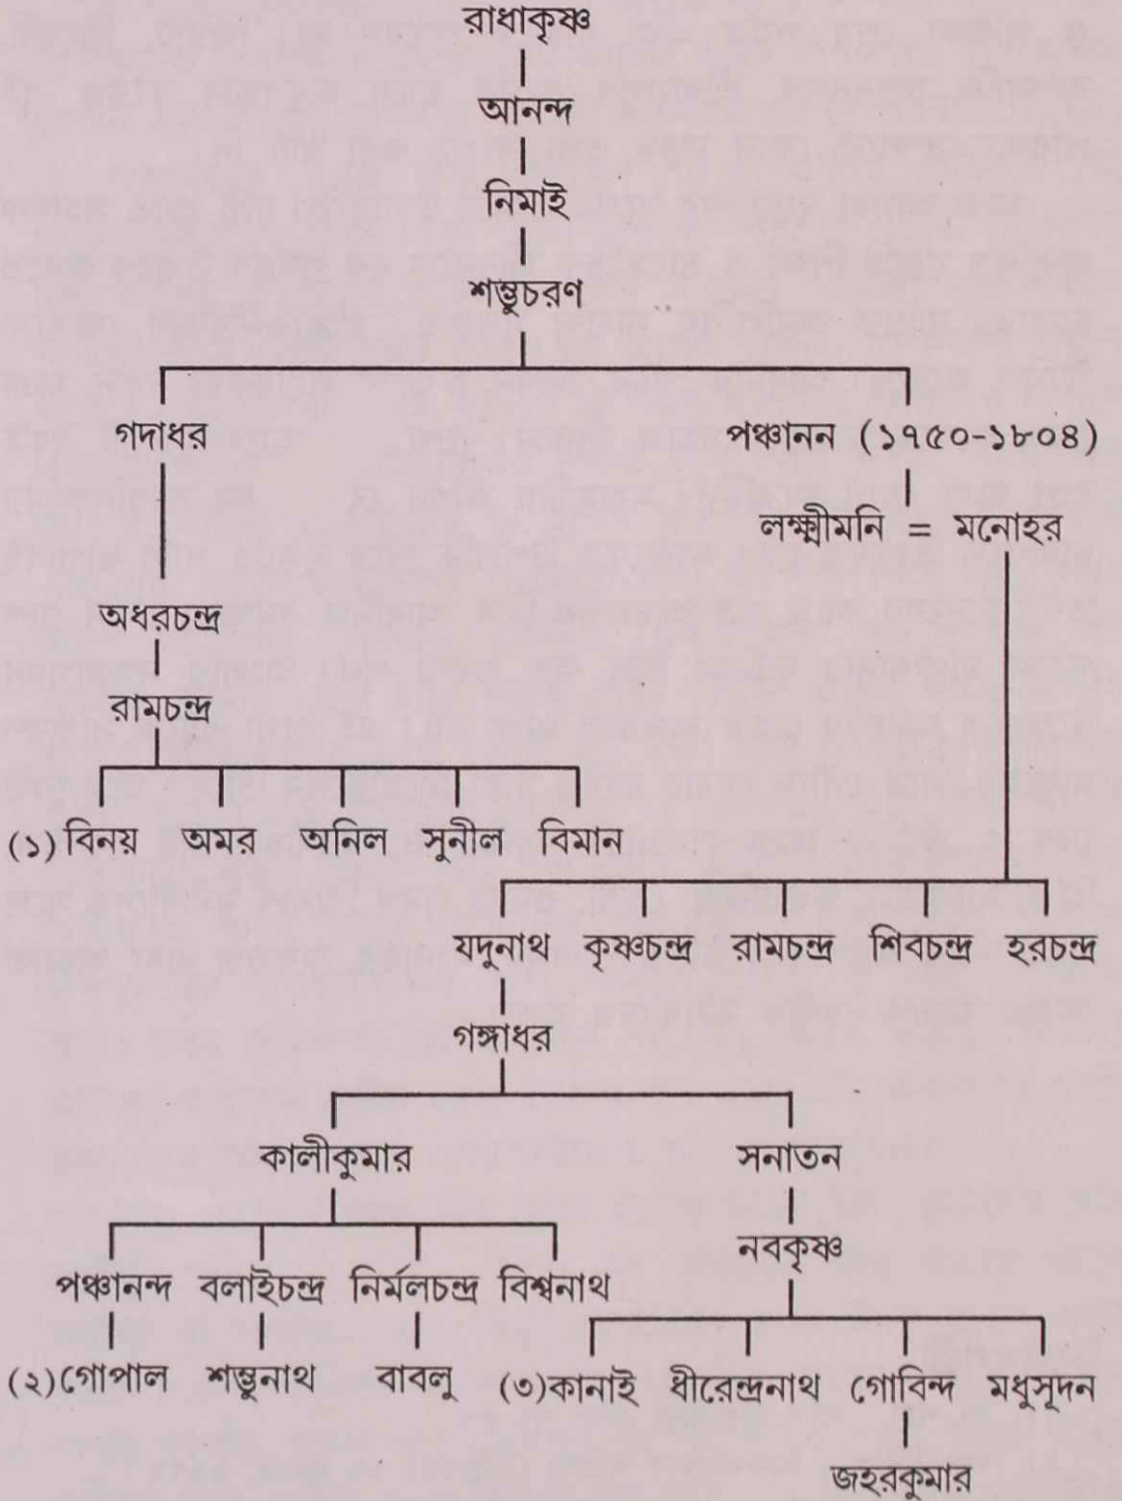 রাধাকৃষ্ণ
আনন্দ
নিমাই
শম্ভুচরণ
গদাধর পঞ্চানন (১৭৫০-১৮০৪)
লক্ষ্মীমনি = মনোহর
অধরচন্দ্র
রামচন্দ্র
(১) বিনয় অমর অনিল সুনীল বিমান
যদুনাথ কৃষ্ণচন্দ্র রামচন্দ্র শিবচন্দ্র হরচন্দ্র
গঙ্গাধর
কালীকুমার সনাতন
নবকৃষ্ণ
পঞ্চানন্দ বলাইচন্দ্র নির্মলচন্দ্র বিশ্বনাথ
(২) গোপাল শম্ভুনাথ বাবলু (৩) কানাই ধীরেন্দ্রনাথ গোবিন্দ মধুসূদন
জহরকুমার